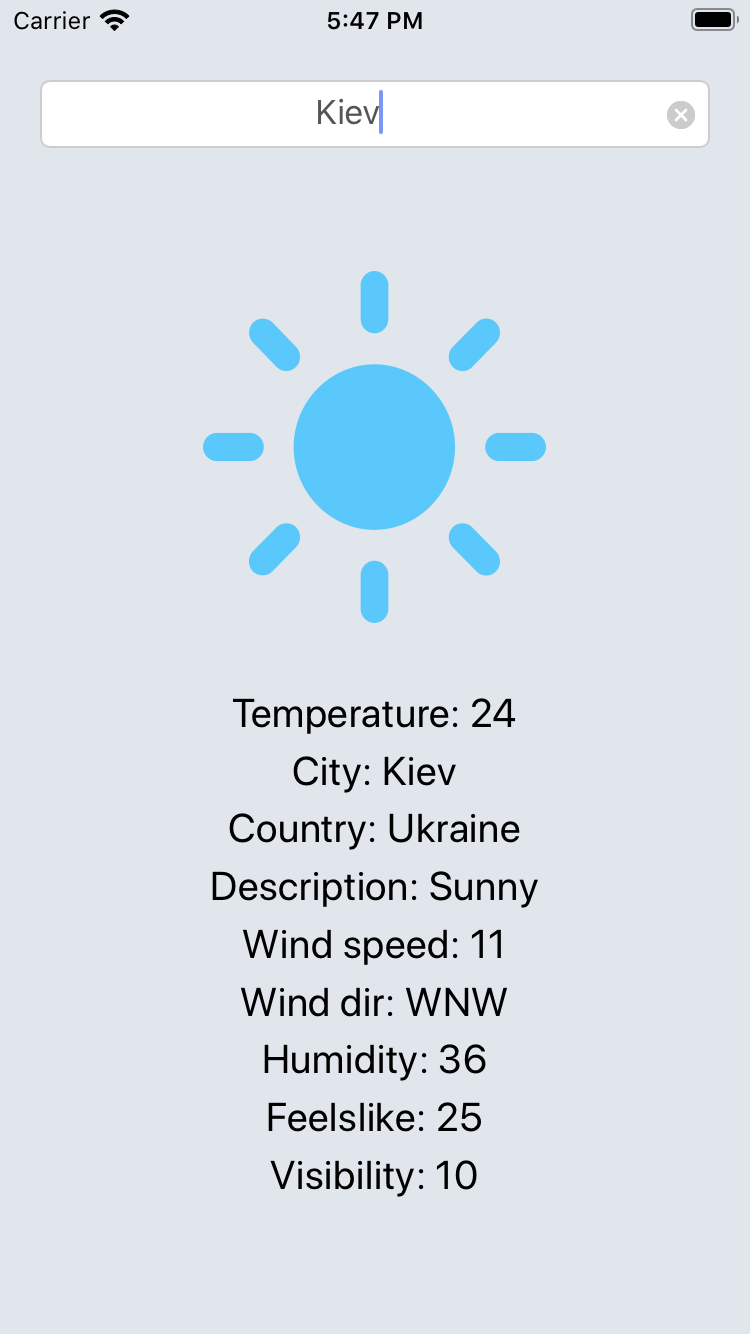 Carrier 5:47 PM
Kiev
Temperature: 24
City: Kiev
Country: Ukraine
Description: Sunny
Wind speed: 11
Wind dir: WNW
Humidity: 36
Feelslike: 25
Visibility: 10